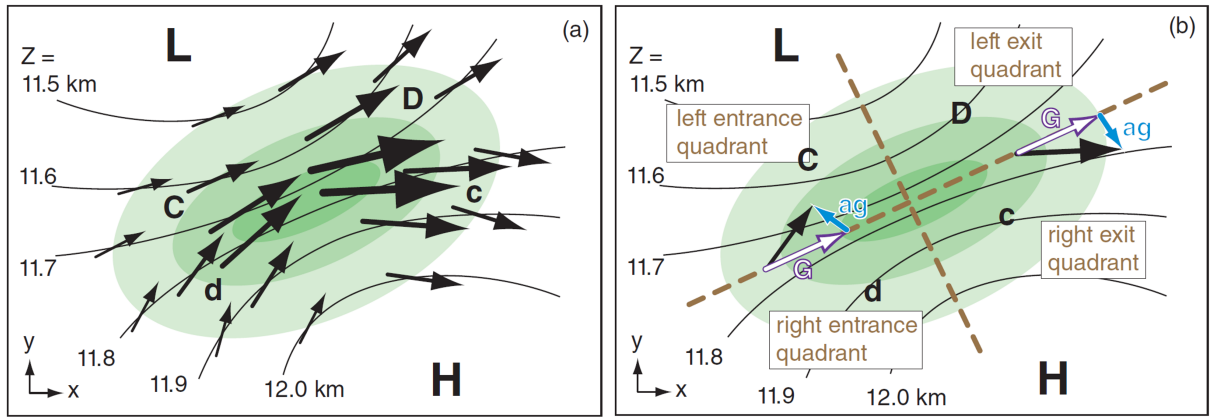 (a)
L
Z =
11.5 km
D
11.6
C
c
11.7
d
11.8
11.9
12.0 km
H
y
x
(b)
L
left exit
quadrant
Z =
11.5 km
D
G
ag
left entrance
quadrant
C
11.6
ag
c
G
right exit
quadrant
11.7
d
right entrance
quadrant
11.8
11.9
12.0 km
H
y
x